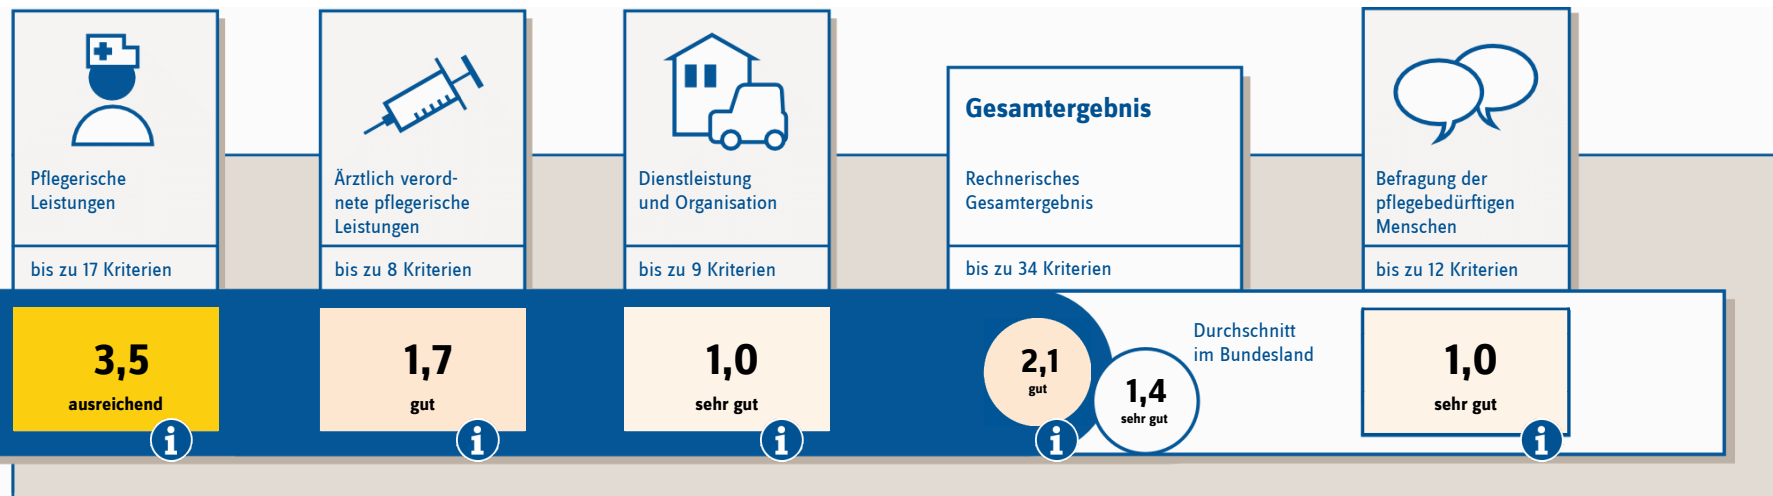 Pflegerische
Leistungen
bis zu 17 Kriterien
3,5
ausreichend
i
Ärztlich verord-
nete pflegerische
Leistungen
bis zu 8 Kriterien
1,7
gut
i
Dienstleistung
und Organisation
bis zu 9 Kriterien
1,0
sehr gut
i
Gesamtergebnis
Rechnerisches
Gesamtergebnis
bis zu 34 Kriterien
2,1
gut
i
1,4
sehr gut
Durchschnitt
im Bundesland
Befragung der
pflegebedürftigen
Menschen
bis zu 12 Kriterien
1,0
sehr gut
i